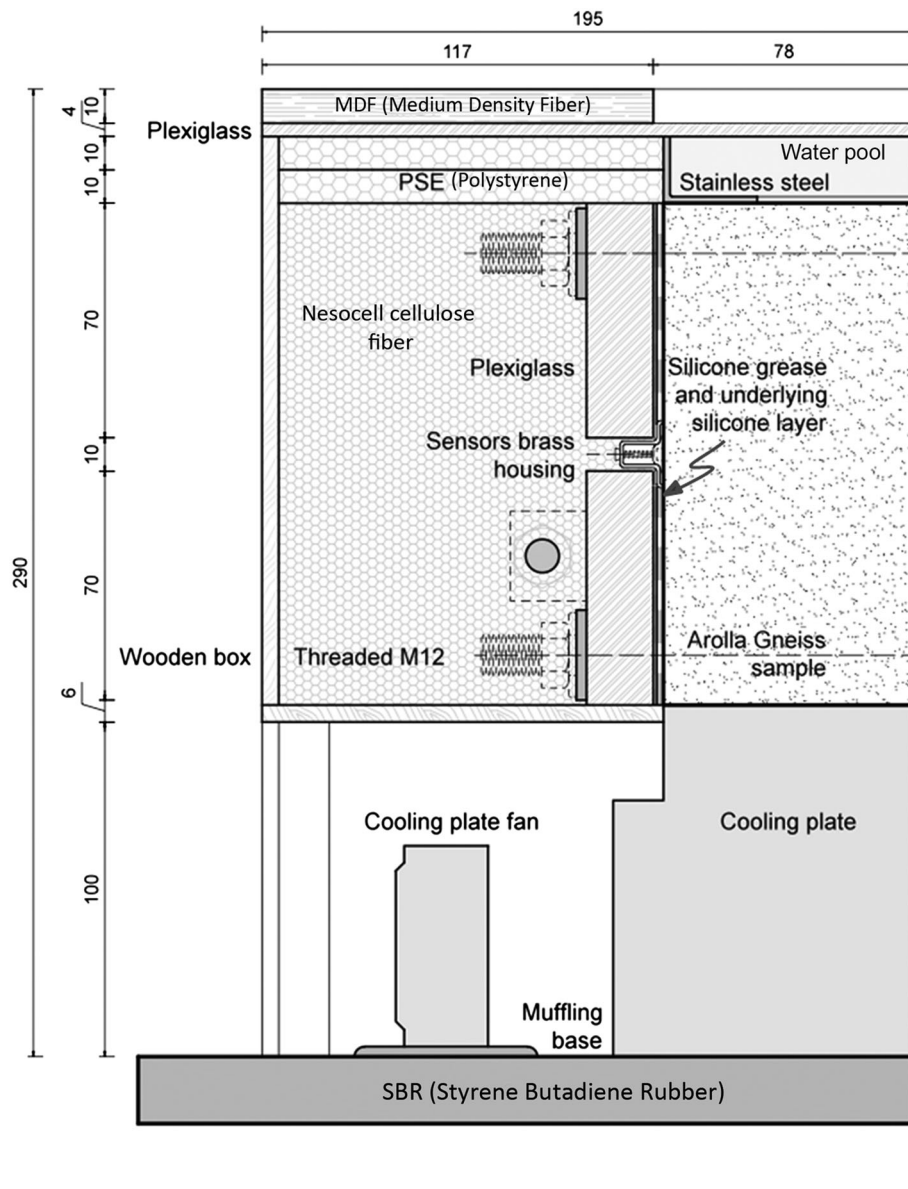 195
117
78
4
10
MDF (Medium Density Fiber)
Plexiglass
10
Water pool
10
PSE (Polystyrene)
Stainless steel
70
Nesocell cellulose
fiber
Plexiglass
Silicone grease
and underlying
silicone layer
10
Sensors brass
housing
290
70
Wooden box
Threaded M12
Arolla Gneiss
sample
6
Cooling plate fan
Cooling plate
100
Muffling
base
SBR (Styrene Butadiene Rubber)